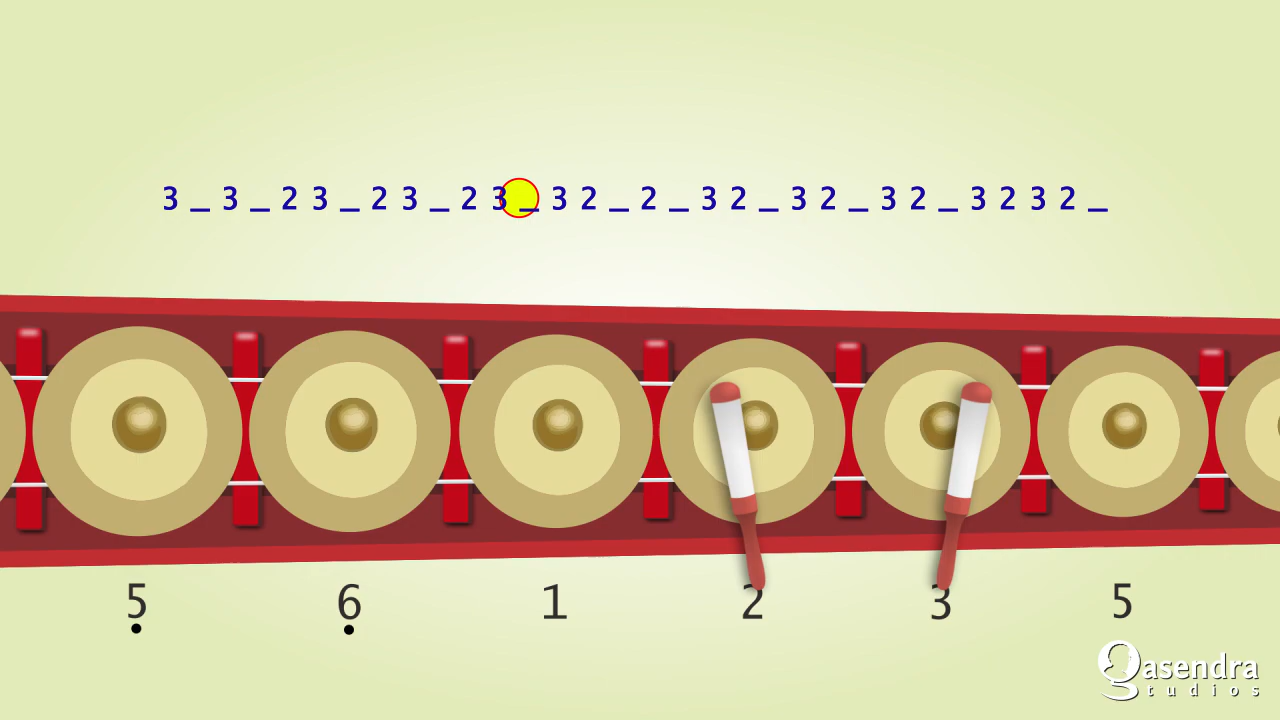 3 _ 3 _ 2 3 _ 2 3 _ 2 3 _ 3 2 _ 2 _ 3 2 _ 3 2 _ 3 2 _ 3 2 3 2 _
5̣ 6̣ 1 2 3 5
gasendra
studios